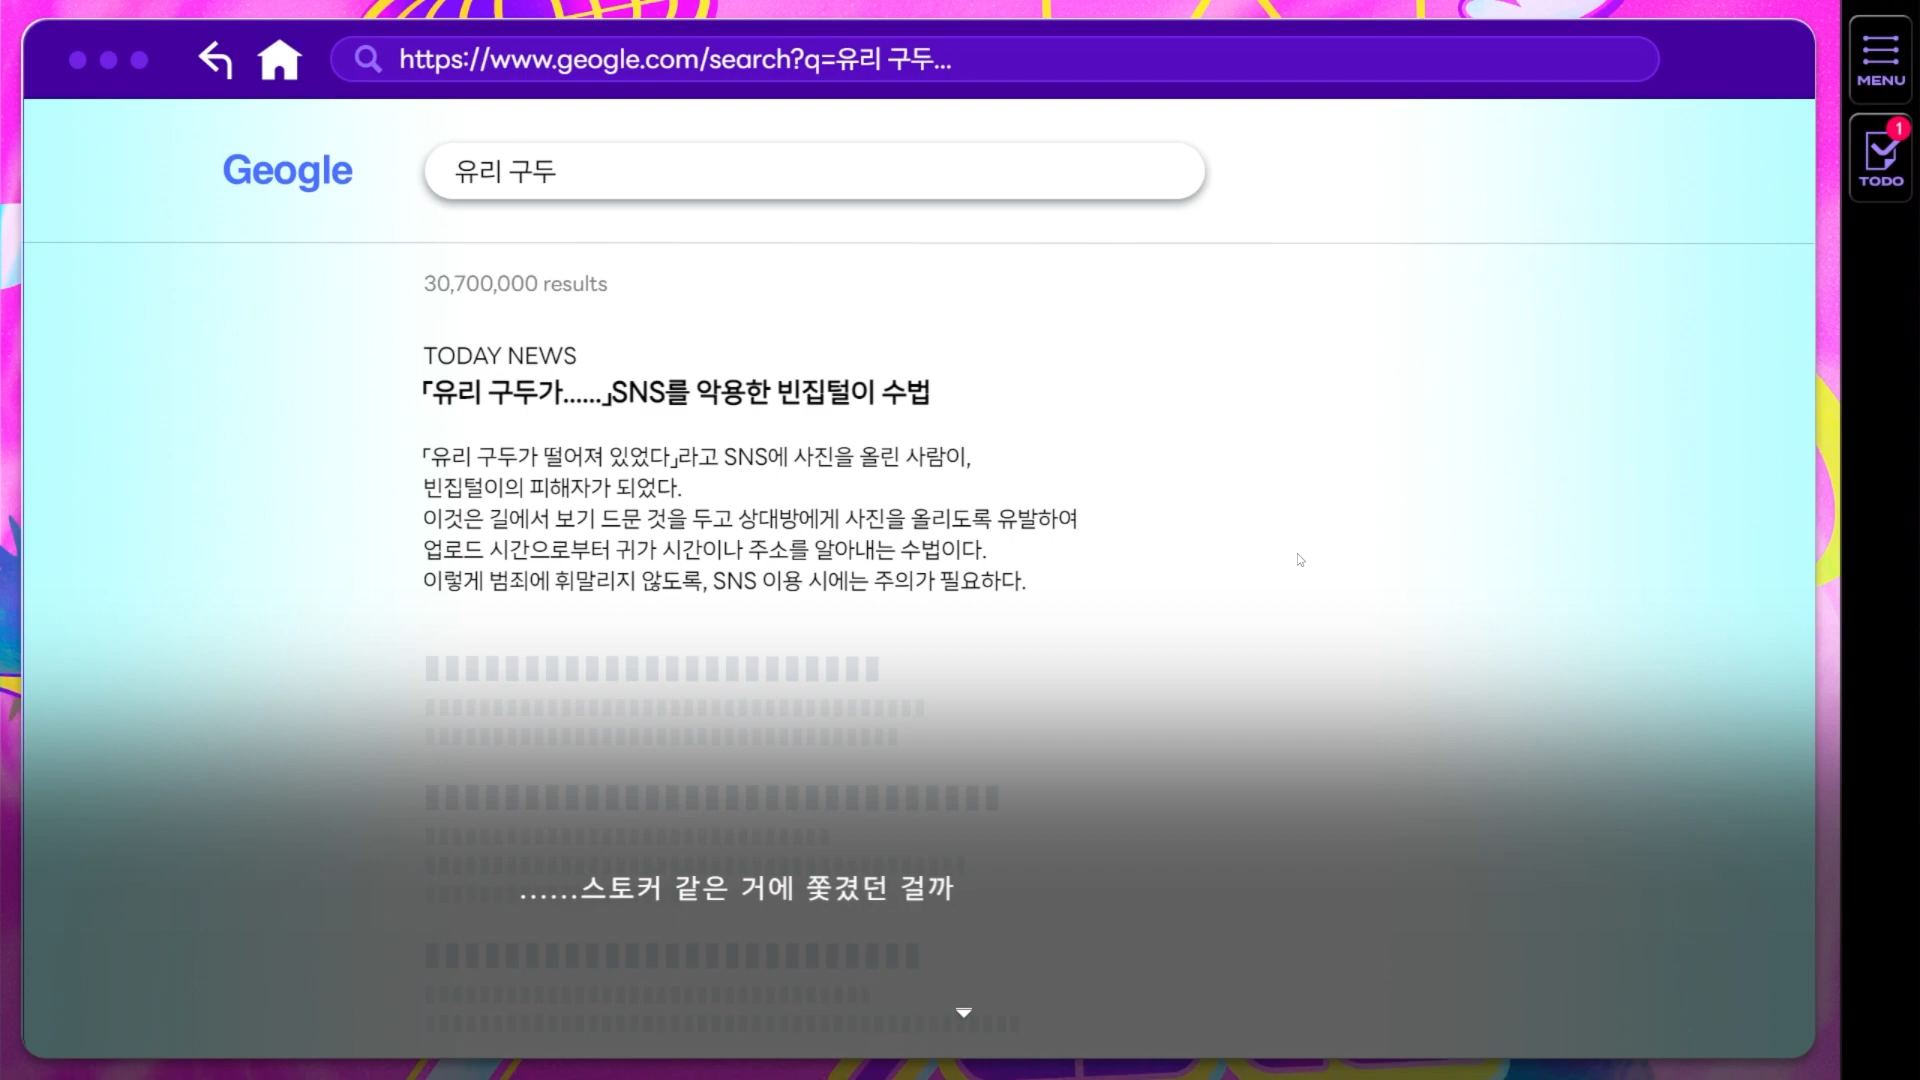 https://www.geogle.com/search?q=유리 구두...
MENU
1
TODO
Geogle
유리 구두
30,700,000 results
TODAY NEWS
「유리 구두가......」SNS를 악용한 빈집털이 수법
「유리 구두가 떨어져 있었다」라고 SNS에 사진을 올린 사람이,
빈집털이의 피해자가 되었다.
이것은 길에서 보기 드문 것을 두고 상대방에게 사진을 올리도록 유발하여
업로드 시간으로부터 귀가 시간이나 주소를 알아내는 수법이다.
이렇게 범죄에 휘말리지 않도록, SNS 이용 시에는 주의가 필요하다.
......스토커 같은 거에 쫓겼던 걸까